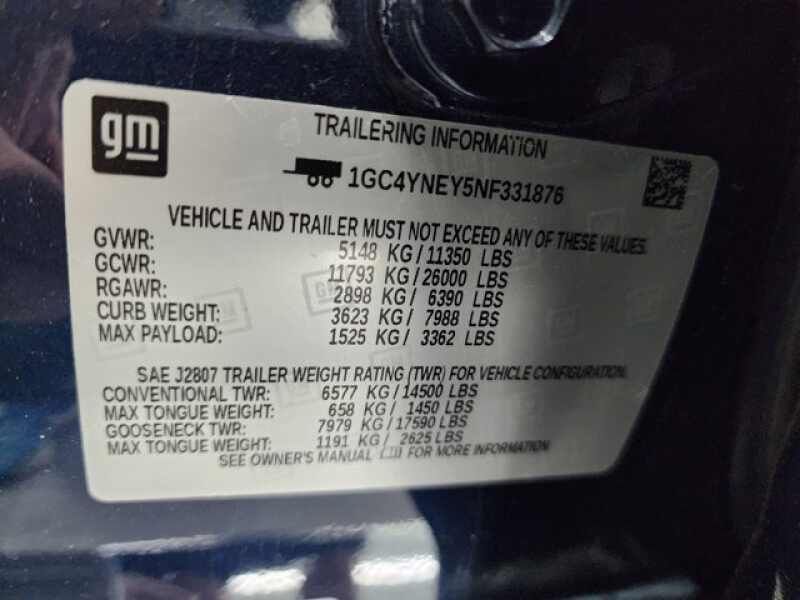 gm
TRAILERING INFORMATION
1GC4YNEY5NF331876
VEHICLE AND TRAILER MUST NOT EXCEED ANY OF THESE VALUES.
GVWR: 5148 KG / 11350 LBS
GCWR: 11793 KG / 26000 LBS
RGAWR: 2898 KG / 6390 LBS
CURB WEIGHT: 3623 KG / 7988 LBS
MAX PAYLOAD: 1525 KG / 3362 LBS
SAE J2807 TRAILER WEIGHT RATING (TWR) FOR VEHICLE CONFIGURATION.
CONVENTIONAL TWR: 6577 KG / 14500 LBS
MAX TONGUE WEIGHT: 658 KG / 1450 LBS
GOOSENECK TWR: 7979 KG / 17590 LBS
MAX TONGUE WEIGHT: 1191 KG / 2625 LBS
SEE OWNER'S MANUAL FOR MORE INFORMATION